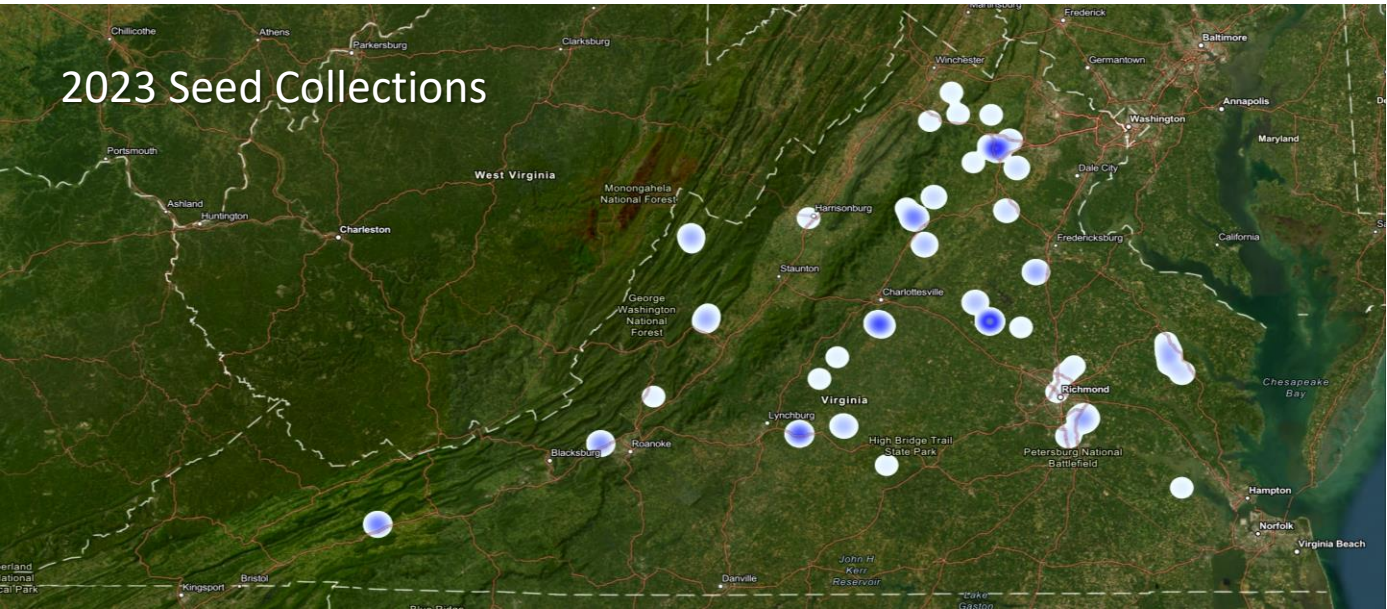 2023 Seed Collections
Martinsburg
Frederick
Chillicothe
Athens
Parkersburg
Clarksburg
Baltimore
Winchester
Germantown
Annapolis
Washington
Maryland
Portsmouth
West Virginia
Dale City
Monongahela
National Forest
Ashland
Huntington
Harrisonburg
Charleston
Fredericksburg
California
Staunton
Charlottesville
George
Washington
National
Forest
Chesapeake
Bay
Richmond
Virginia
Lynchburg
High Bridge Trail
State Park
Roanoke
Blacksburg
Petersburg National
Battlefield
Hampton
Norfolk
Virginia Beach
John H
Kerr
Reservoir
Danville
Bristol
Kingsport
Lake
Gaston
Blue Ridge